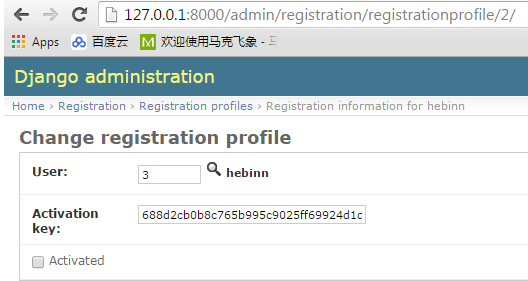 127.0.0.1:8000/admin/registration/registrationprofile/2/
Apps 百度云 欢迎使用马克飞象 - 马
Django administration
Home › Registration › Registration profiles › Registration information for hebinn
Change registration profile
User: 3 hebinn
Activation key: 688d2cb0b8c765b995c9025ff69924d1c
Activated